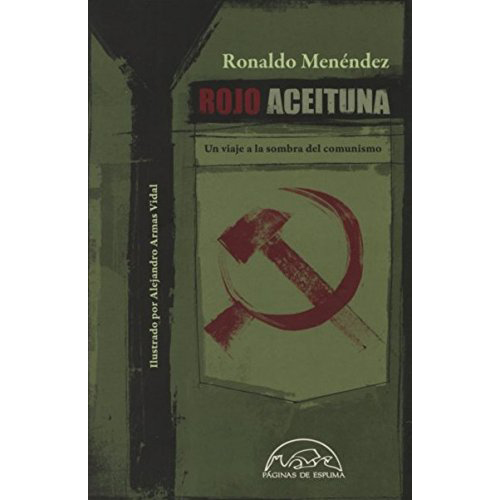 Ronaldo Menéndez
ROJO ACEITUNA
Un viaje a la sombra del comunismo
Ilustrado por Alejandro Armas Vidal
PÁGINAS DE ESPUMA